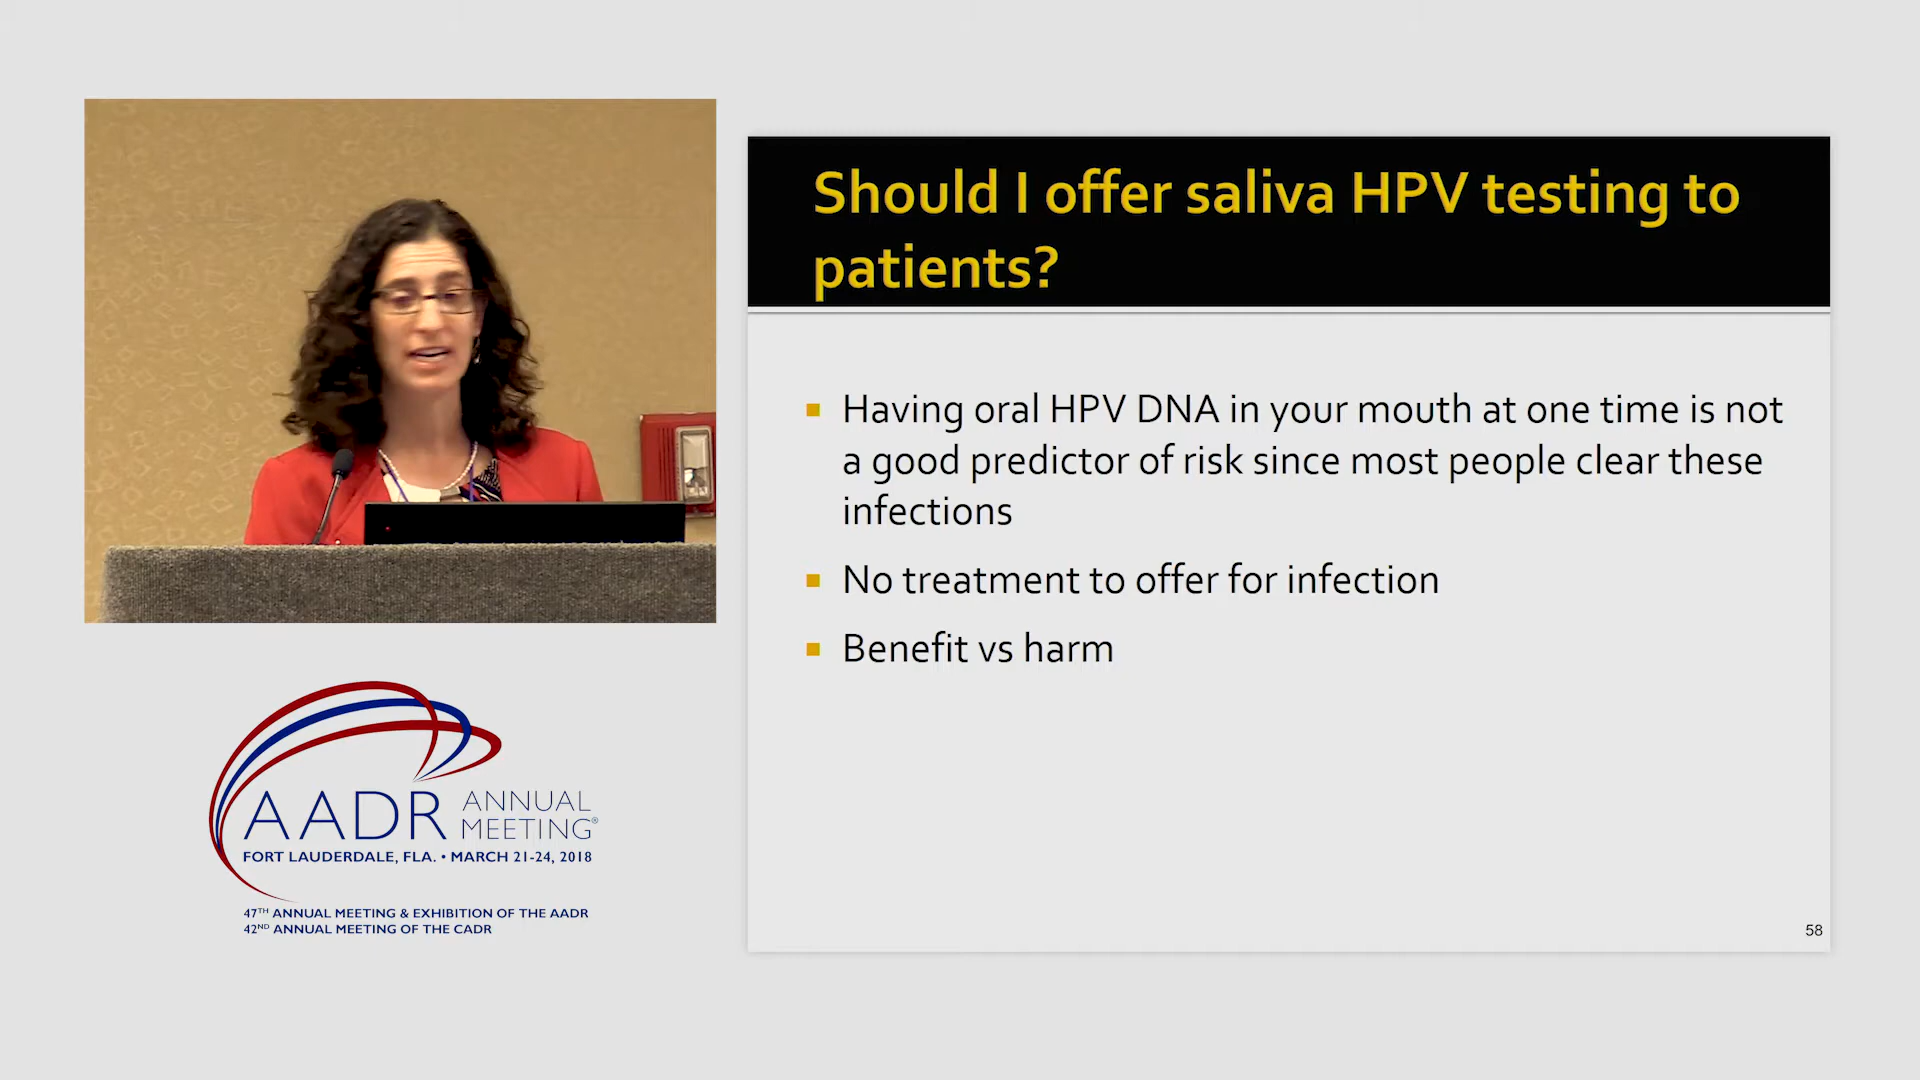 Should I offer saliva HPV testing to
patients?
Having oral HPV DNA in your mouth at one time is not
a good predictor of risk since most people clear these
infections
No treatment to offer for infection
Benefit vs harm
58
AADR ANNUAL
MEETING®
FORT LAUDERDALE, FLA. • MARCH 21-24, 2018
47TH ANNUAL MEETING & EXHIBITION OF THE AADR
42ND ANNUAL MEETING OF THE CADR